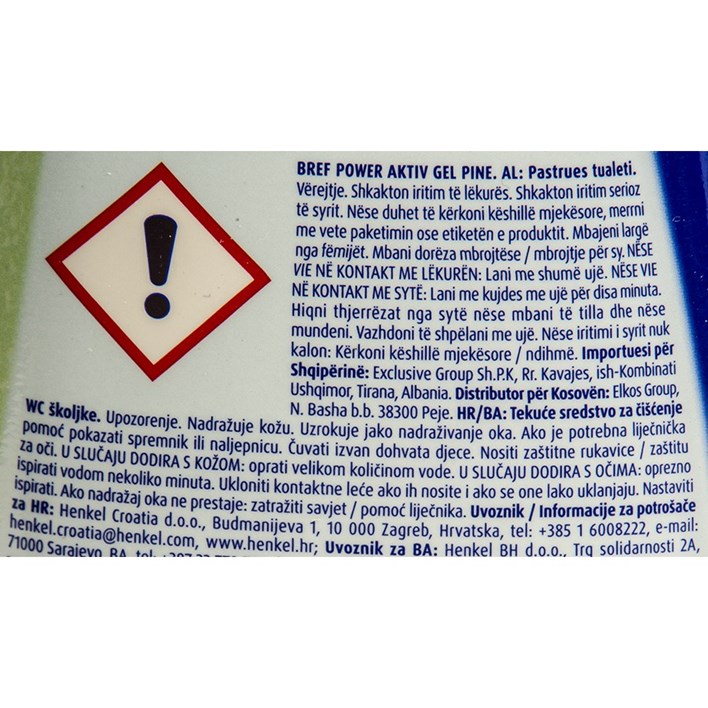 BREF POWER AKTIV GEL PINE. AL: Pastrues tualeti.
Vërejtje. Shkakton iritim të lëkurës. Shkakton iritim serioz
të syrit. Nëse duhet të kërkoni këshillë mjekësore, merrni
me vete paketimin ose etiketën e produktit. Mbajeni largë
nga fëmijët. Mbani dorëza mbrojtëse / mbrojtje për sy. NËSE
VIE NË KONTAKT ME LËKURËN: Lani me shumë ujë. NËSE VIE
NË KONTAKT ME SYTË: Lani me kujdes me ujë për disa minuta.
Hiqni thjerrëzat nga sytë nëse mbani të tilla dhe nëse
mundeni. Vazhdoni të shpëlani me ujë. Nëse iritimi i syrit nuk
kalon: Kërkoni këshillë mjekësore / ndihmë. Importuesi për
Shqipërinë: Exclusive Group Sh.P.K, Rr. Kavajes, ish-Kombinati
Ushqimor, Tirana, Albania. Distributor për Kosovën: Elkos Group,
N. Basha b.b. 38300 Peje. HR/BA: Tekuće sredstvo za čišćenje
WC školjke. Upozorenje. Nadražuje kožu. Uzrokuje jako nadraživanje oka. Ako je potrebna liječnička
pomoć pokazati spremnik ili naljepnicu. Čuvati izvan dohvata djece. Nositi zaštitne rukavice / zaštitu
za oči. U SLUČAJU DODIRA S KOŽOM: oprati velikom količinom vode. U SLUČAJU DODIRA S OČIMA: oprezno
ispirati vodom nekoliko minuta. Ukloniti kontaktne leće ako ih nosite i ako se one lako uklanjaju. Nastaviti
ispirati. Ako nadražaj oka ne prestaje: zatražiti savjet / pomoć liječnika. Uvoznik / Informacije za potrošače
za HR: Henkel Croatia d.o.o., Budmanijeva 1, 10 000 Zagreb, Hrvatska, tel: +385 1 6008222, e-mail:
henkel.croatia@henkel.com, www.henkel.hr; Uvoznik za BA: Henkel BH d.o.o., Trg solidarnosti 2A,
71000 Sarajevo, BA, tel: